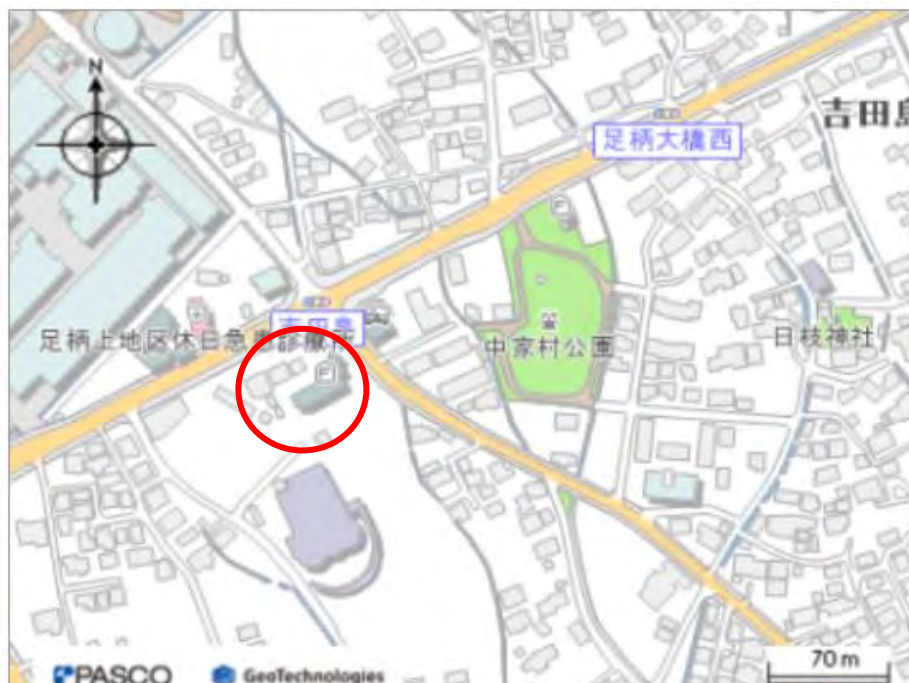 N
足柄大橋西
吉田島
吉田島
足柄上地区休日急患診療所
中家村公園
日枝神社
PASCO
GeoTechnologies
70m